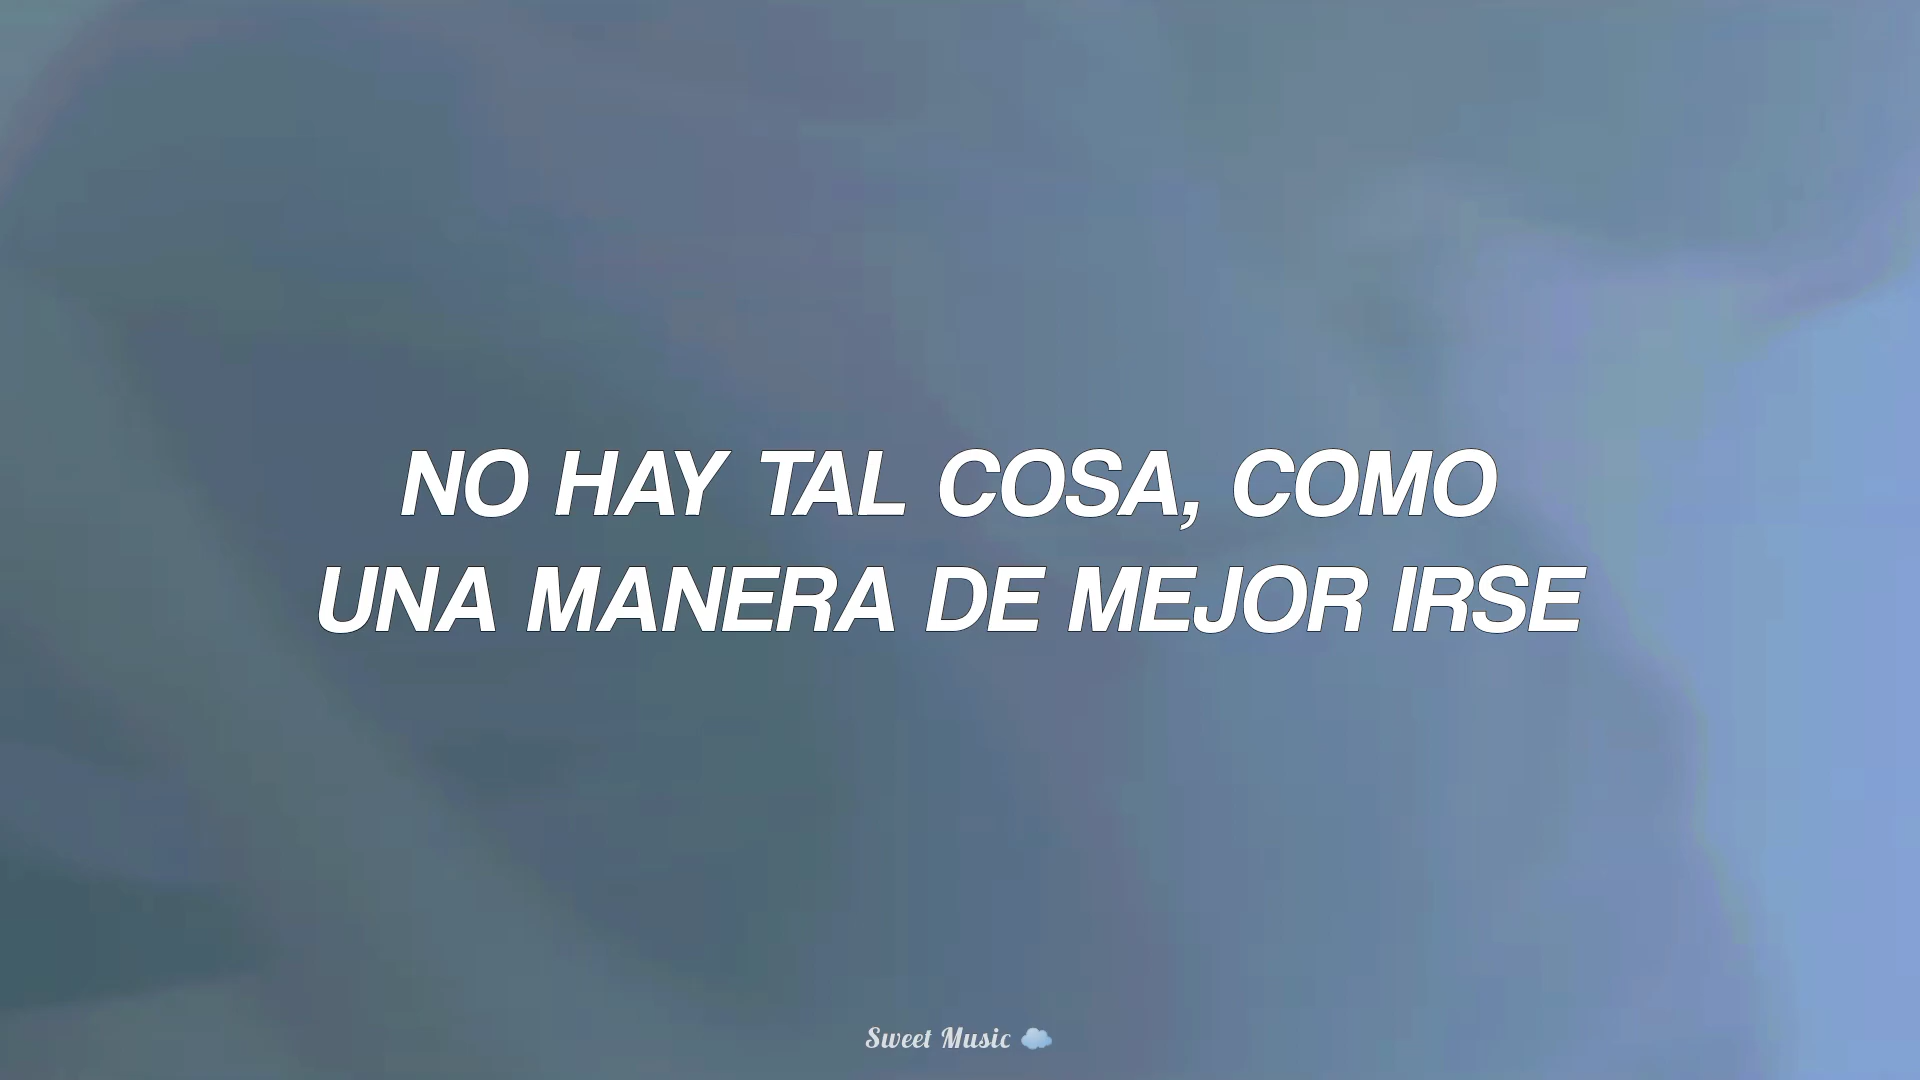 NO HAY TAL COSA, COMO
UNA MANERA DE MEJOR IRSE
Sweet Music ☁️